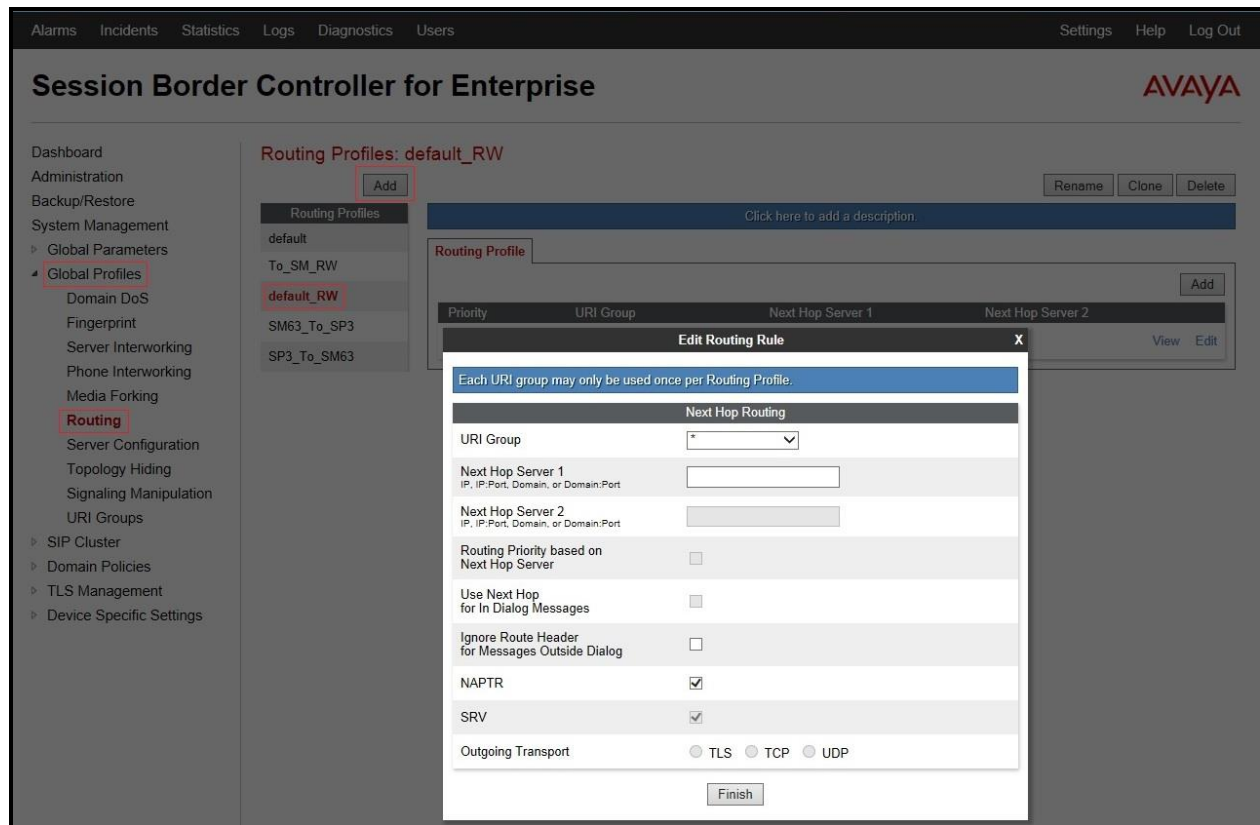 Alarms Incidents Statistics Logs Diagnostics Users Settings Help Log Out
Session Border Controller for Enterprise
AVAYA
Dashboard
Administration
Backup/Restore
System Management
Global Parameters
Global Profiles
Domain DoS
Fingerprint
Server Interworking
Phone Interworking
Media Forking
Routing
Server Configuration
Topology Hiding
Signaling Manipulation
URI Groups
SIP Cluster
Domain Policies
TLS Management
Device Specific Settings
Routing Profiles: default_RW
Add
Rename Clone Delete
Routing Profiles
default
To_SM_RW
default_RW
SM63_To_SP3
SP3_To_SM63
Click here to add a description.
Routing Profile
Add
Priority URI Group Next Hop Server 1 Next Hop Server 2
View Edit
Edit Routing Rule X
Each URI group may only be used once per Routing Profile.
Next Hop Routing
URI Group *
Next Hop Server 1
IP, IP:Port, Domain, or Domain:Port
Next Hop Server 2
IP, IP:Port, Domain, or Domain:Port
Routing Priority based on
Next Hop Server
Use Next Hop
for In Dialog Messages
Ignore Route Header
for Messages Outside Dialog
NAPTR
SRV
Outgoing Transport TLS TCP UDP
Finish